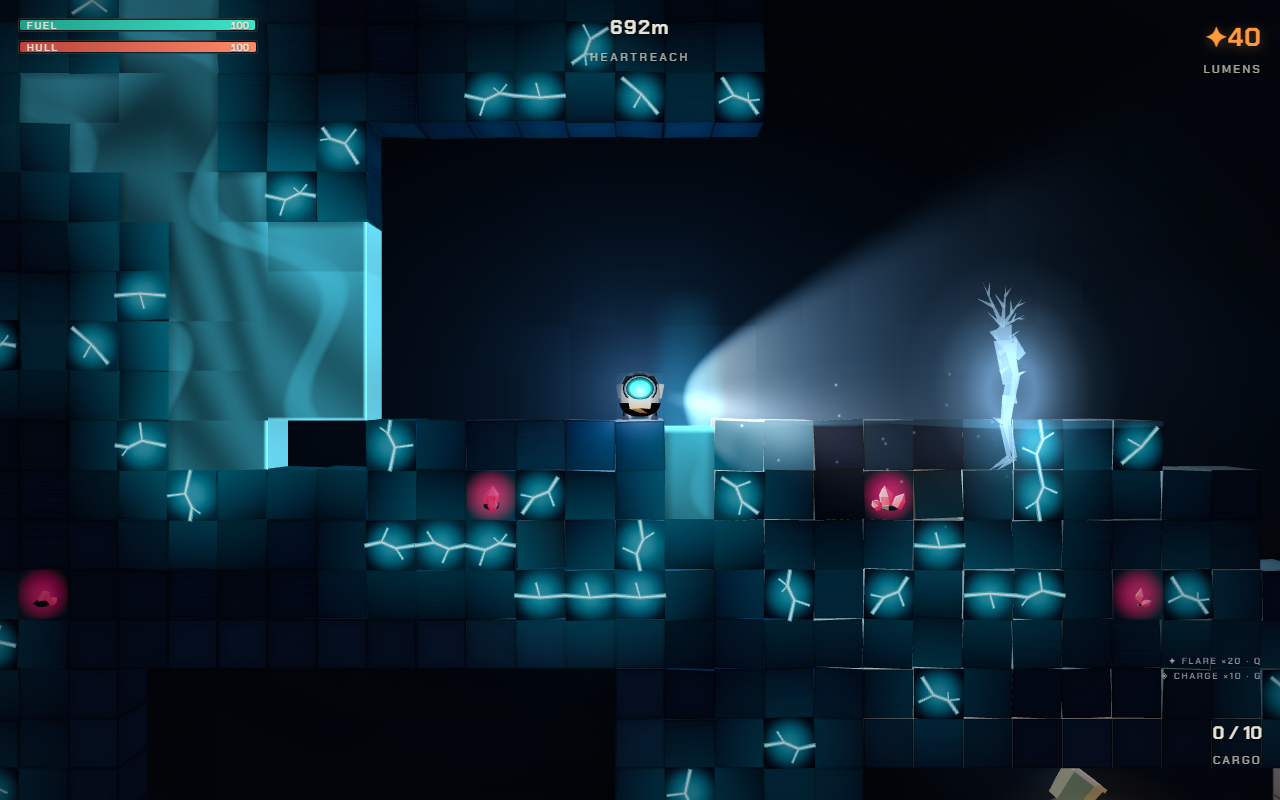 FUEL 100
HULL 100
692m
HEARTREACH
✦40
LUMENS
✦ FLARE ×20 · Q
CHARGE ×10 · G
0 / 10
CARGO